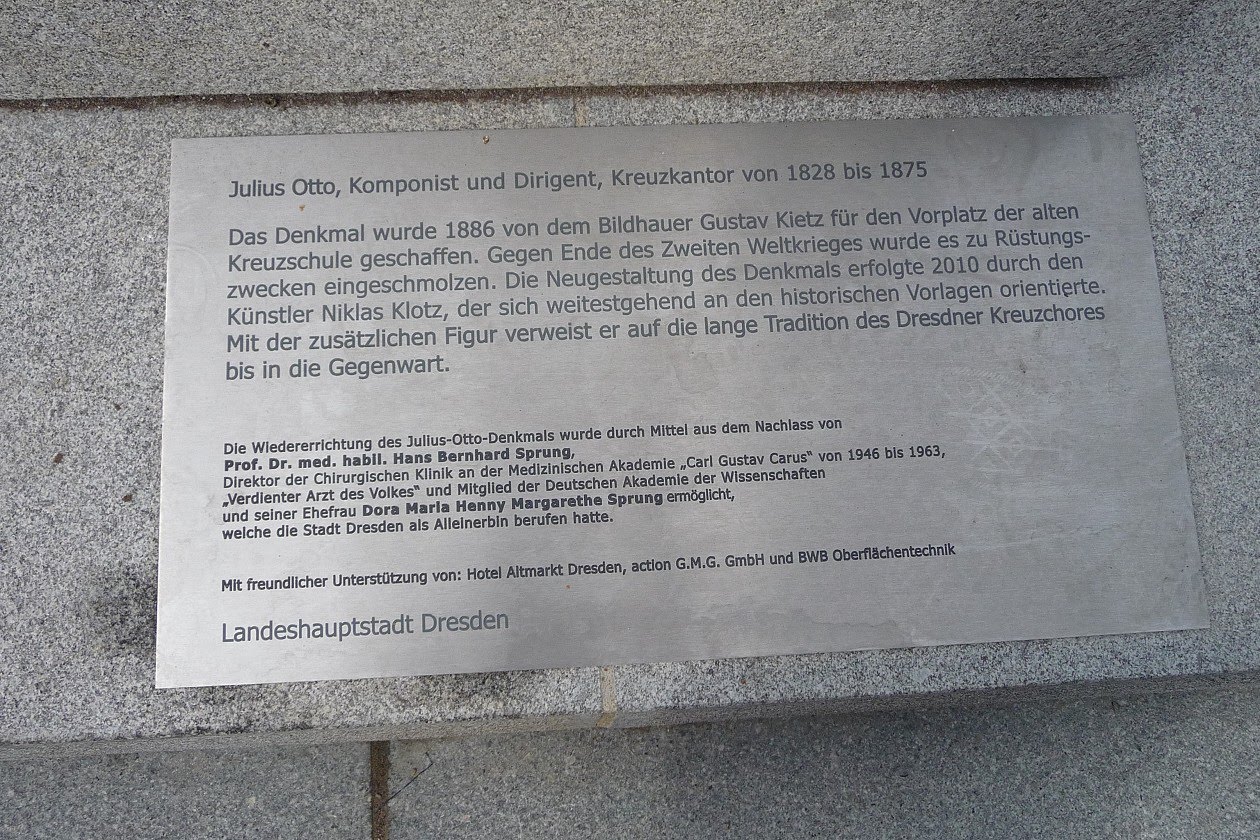 Julius Otto, Komponist und Dirigent, Kreuzkantor von 1828 bis 1875
Das Denkmal wurde 1886 von dem Bildhauer Gustav Kietz für den Vorplatz der alten
Kreuzschule geschaffen. Gegen Ende des Zweiten Weltkrieges wurde es zu Rüstungs-
zwecken eingeschmolzen. Die Neugestaltung des Denkmals erfolgte 2010 durch den
Künstler Niklas Klotz, der sich weitestgehend an den historischen Vorlagen orientierte.
Mit der zusätzlichen Figur verweist er auf die lange Tradition des Dresdner Kreuzchores
bis in die Gegenwart.
Die Wiedererrichtung des Julius-Otto-Denkmals wurde durch Mittel aus dem Nachlass von
Prof. Dr. med. habil. Hans Bernhard Sprung,
Direktor der Chirurgischen Klinik an der Medizinischen Akademie „Carl Gustav Carus“ von 1946 bis 1963,
„Verdienter Arzt des Volkes“ und Mitglied der Deutschen Akademie der Wissenschaften
und seiner Ehefrau Dora Maria Henny Margarethe Sprung ermöglicht,
welche die Stadt Dresden als Alleinerbin berufen hatte.
Mit freundlicher Unterstützung von: Hotel Altmarkt Dresden, action G.M.G. GmbH und BWB Oberflächentechnik
Landeshauptstadt Dresden